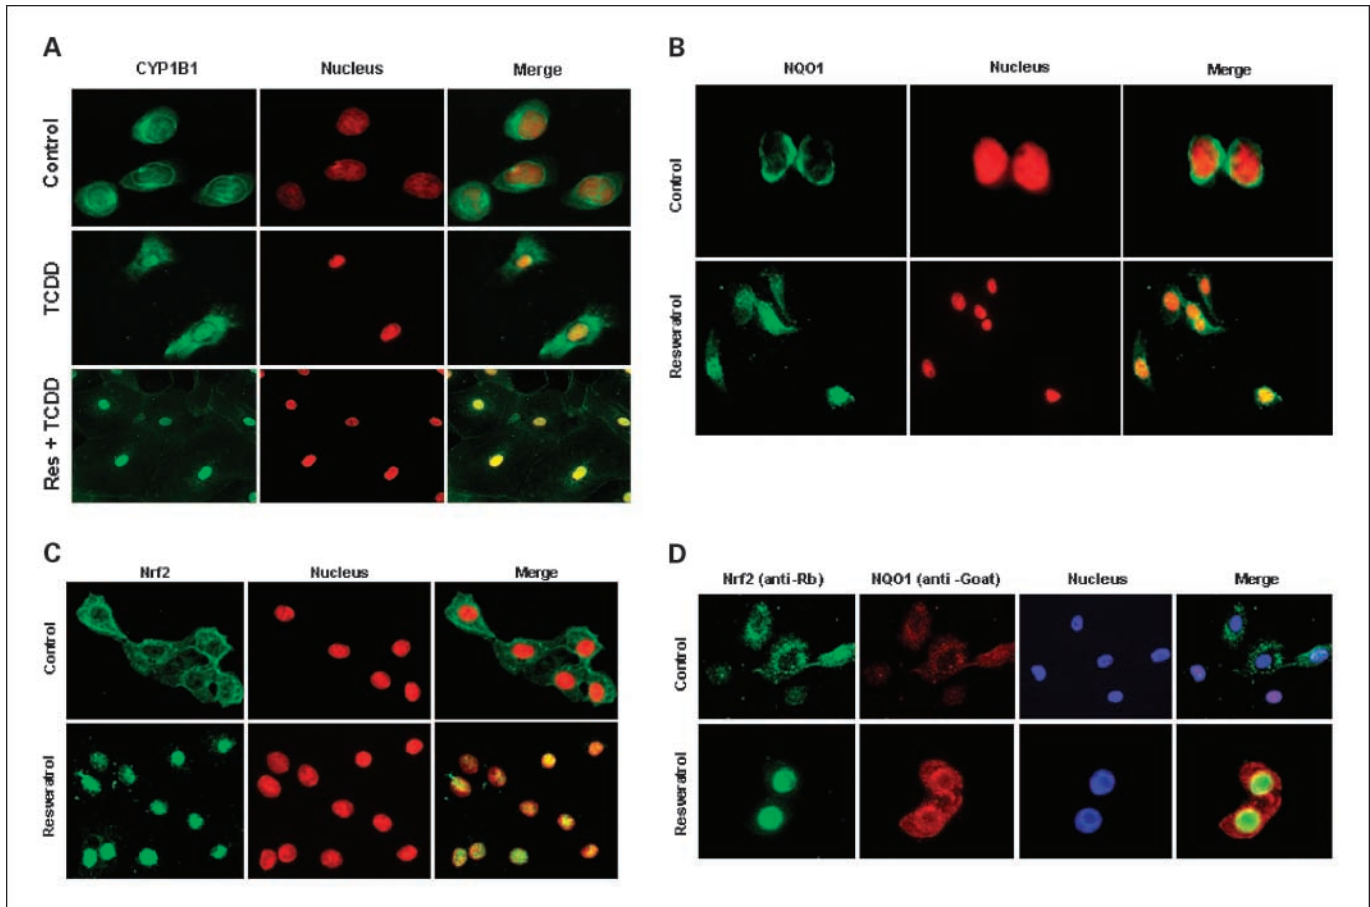 A
CYP1B1 Nucleus Merge
Control
TCDD
Res + TCDD
B
NQO1 Nucleus Merge
Control
Resveratrol
C
Nrf2 Nucleus Merge
Control
Resveratrol
D
Nrf2 (anti-Rb) NQO1 (anti -Goat) Nucleus Merge
Control
Resveratrol